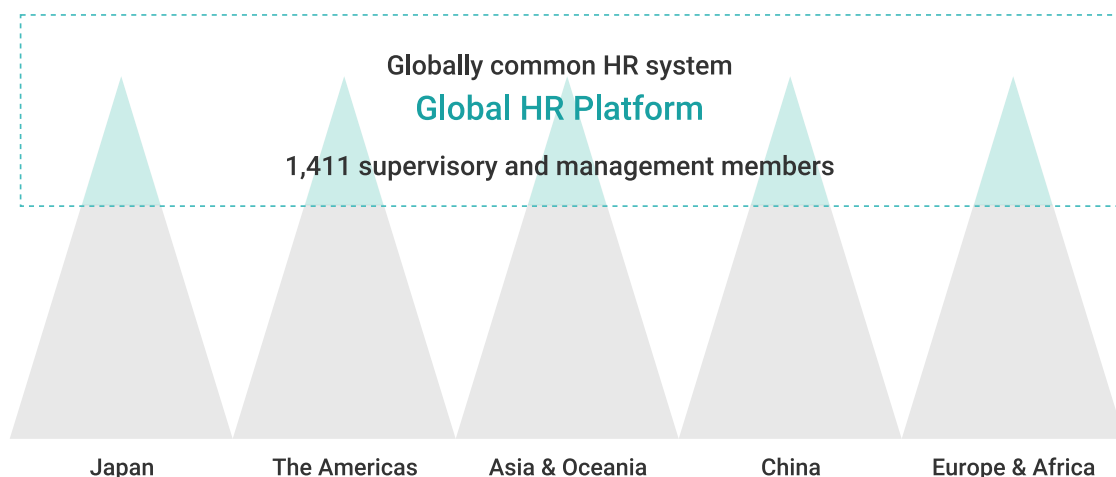 Globally common HR system
Global HR Platform
1,411 supervisory and management members
Japan
The Americas
Asia & Oceania
China
Europe & Africa